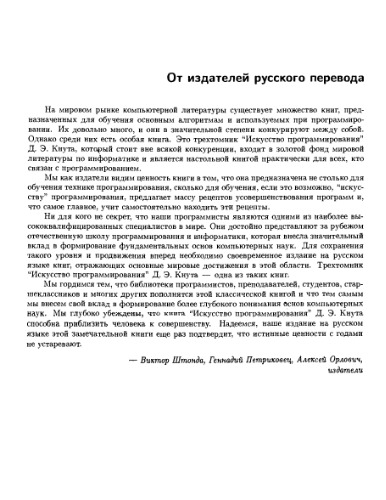 От издателей русского перевода
На мировом рынке компьютерной литературы существует множество книг, пред-
назначенных для обучения основным алгоритмам и используемых при программиро-
вании. Их довольно много, и они в значительной степени конкурируют между собой.
Однако среди них есть особая книга. Это трехтомник "Искусство программирования"
Д. Э. Кнута, который стоит вне всякой конкуренции, входит в золотой фонд мировой
литературы по информатике и является настольной книгой практически для всех, кто
связан с программированием.
Мы как издатели видим ценность книги в том, что она предназначена не столько для
обучения технике программирования, сколько для обучения, если это возможно, "искус-
ству" программирования, предлагает массу рецептов усовершенствования программ и,
что самое главное, учит самостоятельно находить эти рецепты.
Ни для кого не секрет, что наши программисты являются одними из наиболее вы-
сококвалифицированных специалистов в мире. Они достойно представляют за рубежом
отечественную школу программирования и информатики, которая внесла значительный
вклад в формирование фундаментальных основ компьютерных наук. Для сохранения
такого уровня и продвижения вперед необходимо своевременное издание на русском
языке книг, отражающих основные мировые достижения в этой области. Трехтомник
"Искусство программирования" Д. Э. Кнута — одна из таких книг.
Мы гордимся тем, что библиотеки программистов, преподавателей, студентов, стар-
шеклассников и многих других пополнятся этой классической книгой и что тем самым
мы внесем свой вклад в формирование более глубокого понимания основ компьютерных
наук. Мы глубоко убеждены, что книга "Искусство программирования" Д. Э. Кнута
способна приблизить человека к совершенству. Надеемся, наше издание на русском
языке этой замечательной книги еще раз подтвердит, что истинные ценности с годами
не устаревают.
— Виктор Штонда, Геннадий Петриковец, Алексей Орлович,
издатели